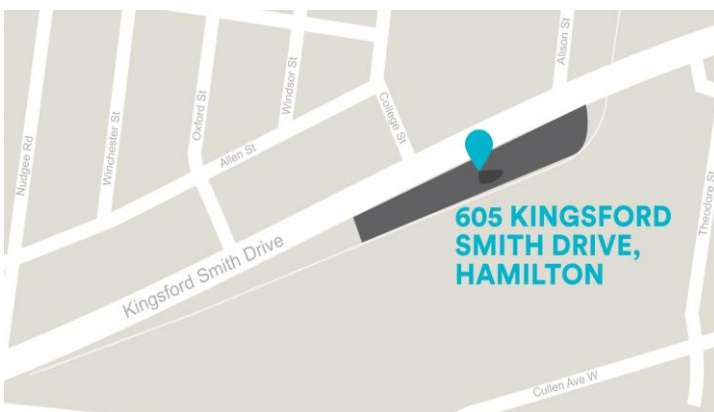 Nudgee Rd
Winchester St
Oxford St
Windsor St
Allen St
College St
Alison St
Kingsford Smith Drive
605 KINGSFORD
SMITH DRIVE,
HAMILTON
Theodore St
Cullen Ave W